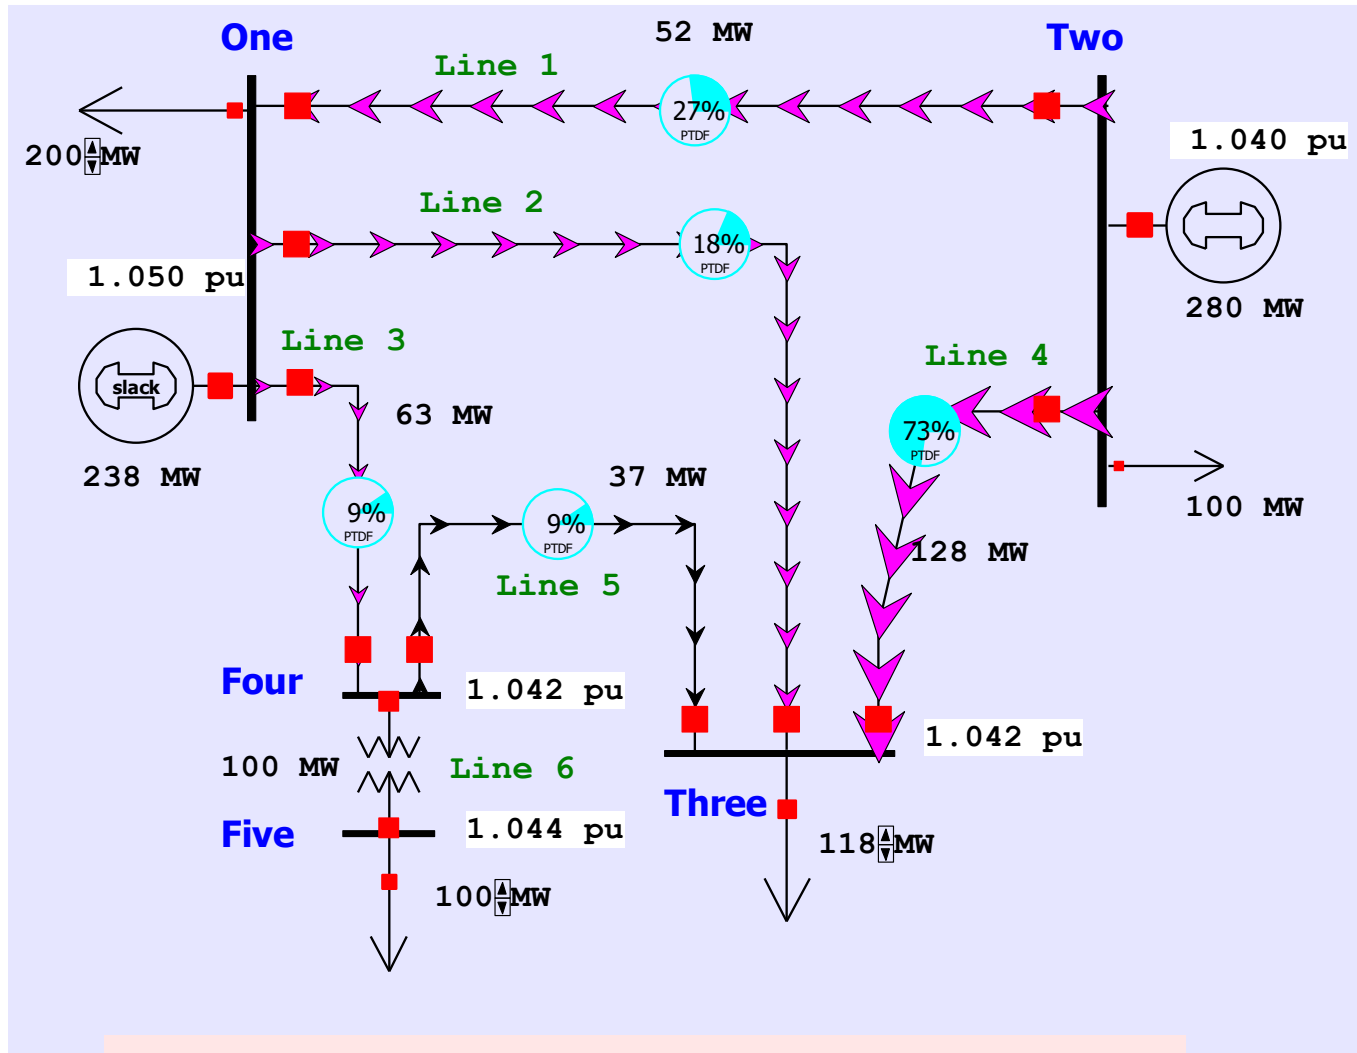 One
52 MW
Two
Line 1
27%
PTDF
200 MW
1.040 pu
Line 2
18%
PTDF
1.050 pu
280 MW
Line 3
Line 4
slack
63 MW
73%
PTDF
238 MW
37 MW
100 MW
9%
PTDF
9%
PTDF
128 MW
Line 5
Four
1.042 pu
1.042 pu
100 MW
Line 6
Three
Five
1.044 pu
118 MW
100 MW